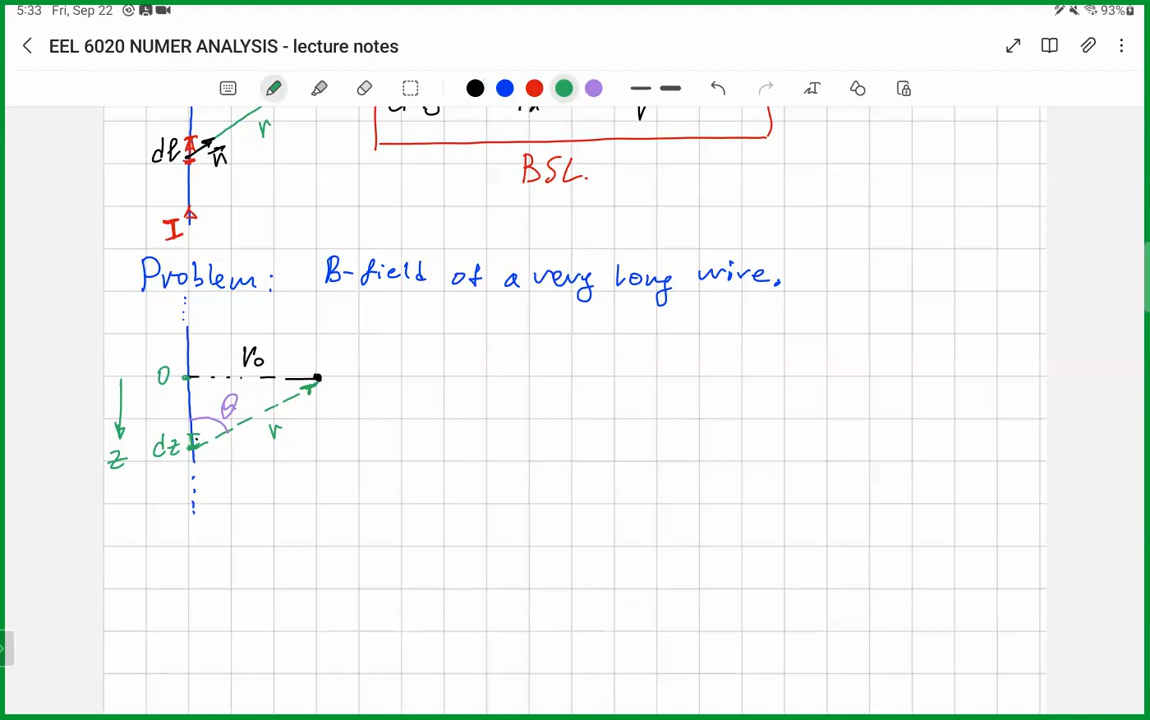 5:33 Fri, Sep 22 93%
EEL 6020 NUMER ANALYSIS - lecture notes
r
dl n
BSL.
I
Problem: B-field of a very long wire.
r₀
0
θ
r
dz
z